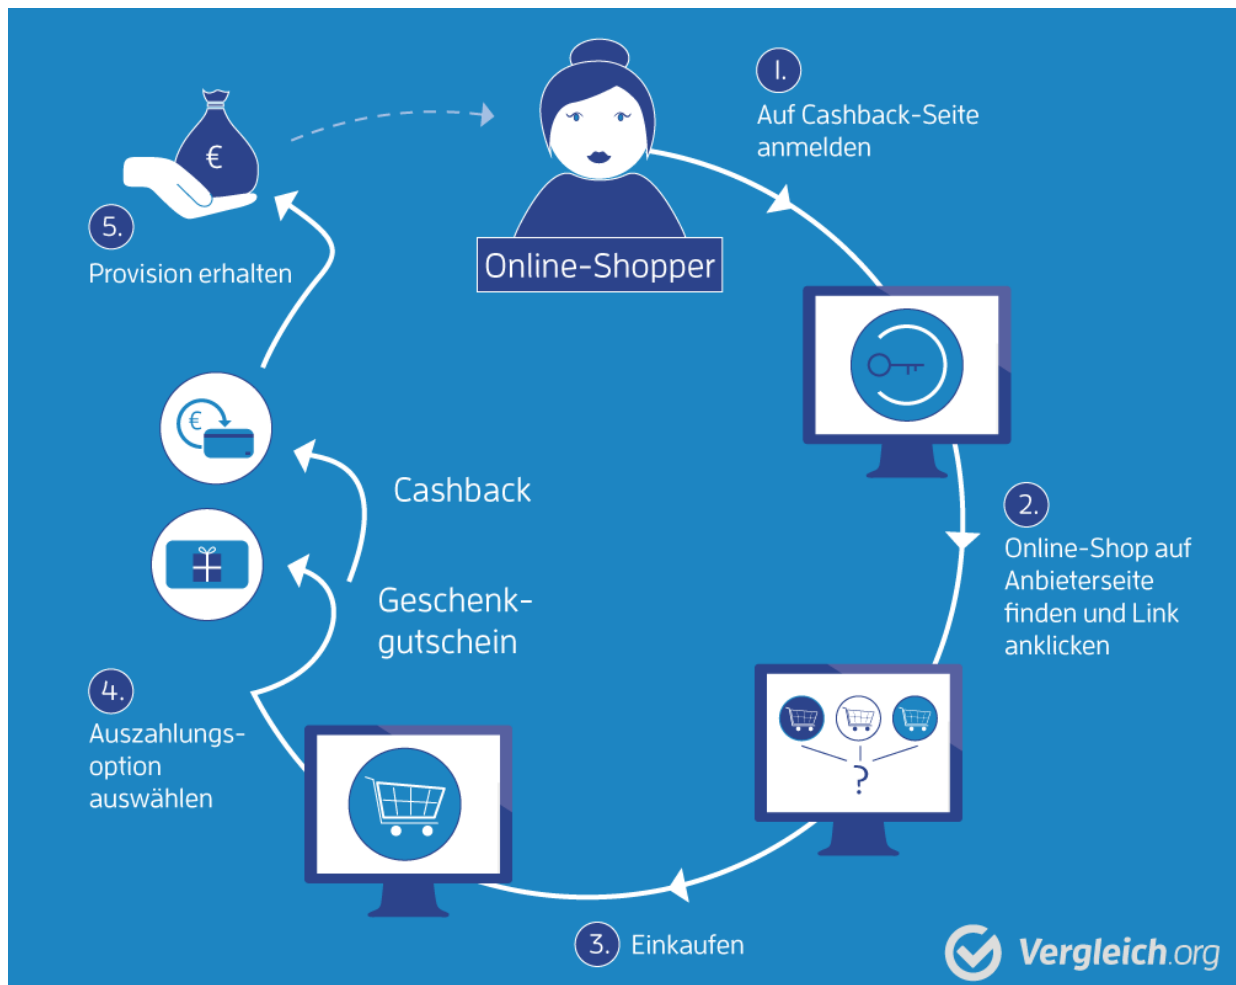 Online-Shopper
1.
Auf Cashback-Seite
anmelden
2.
Online-Shop auf
Anbieterseite
finden und Link
anklicken
?
3. Einkaufen
4.
Auszahlungs-
option
auswählen
Geschenk-
gutschein
Cashback
€
5.
Provision erhalten
€
Vergleich.org